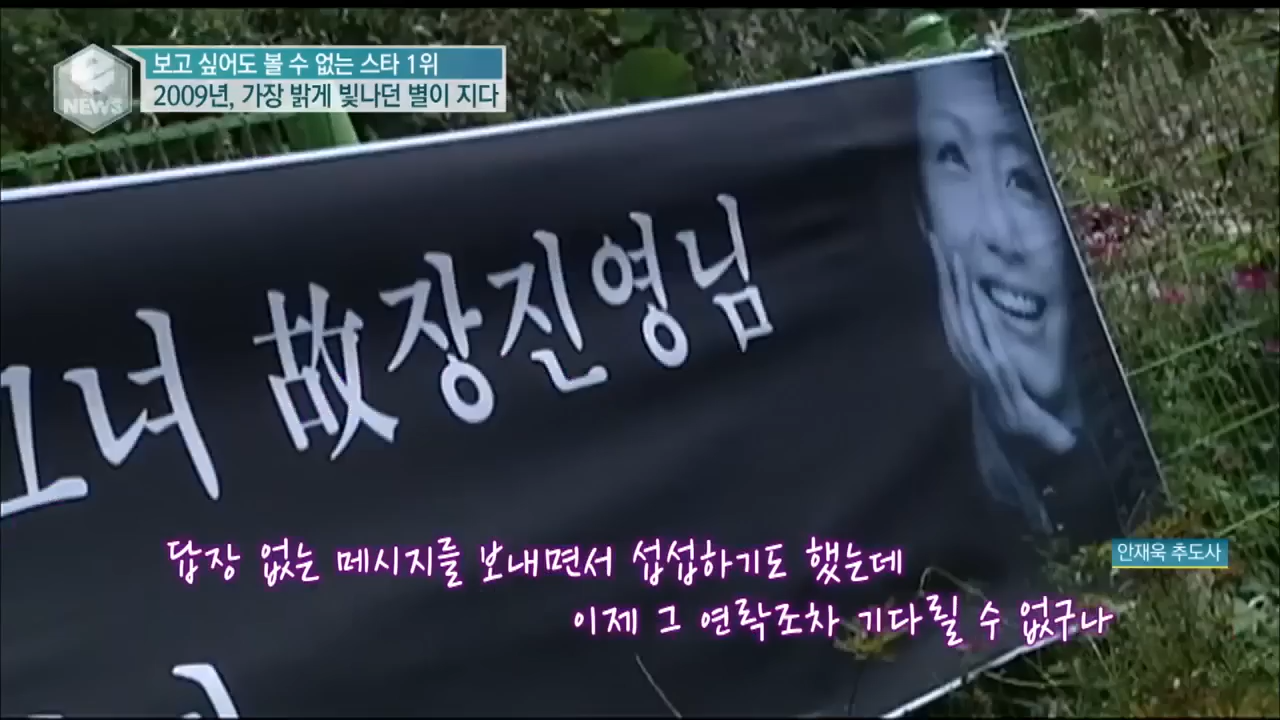 e NEWS
보고 싶어도 볼 수 없는 스타 1위
2009년, 가장 밝게 빛나던 별이 지다
그녀 故장진영님
안재욱 추도사
답장 없는 메시지를 보내면서 섭섭하기도 했는데
이제 그 연락조차 기다릴 수 없구나